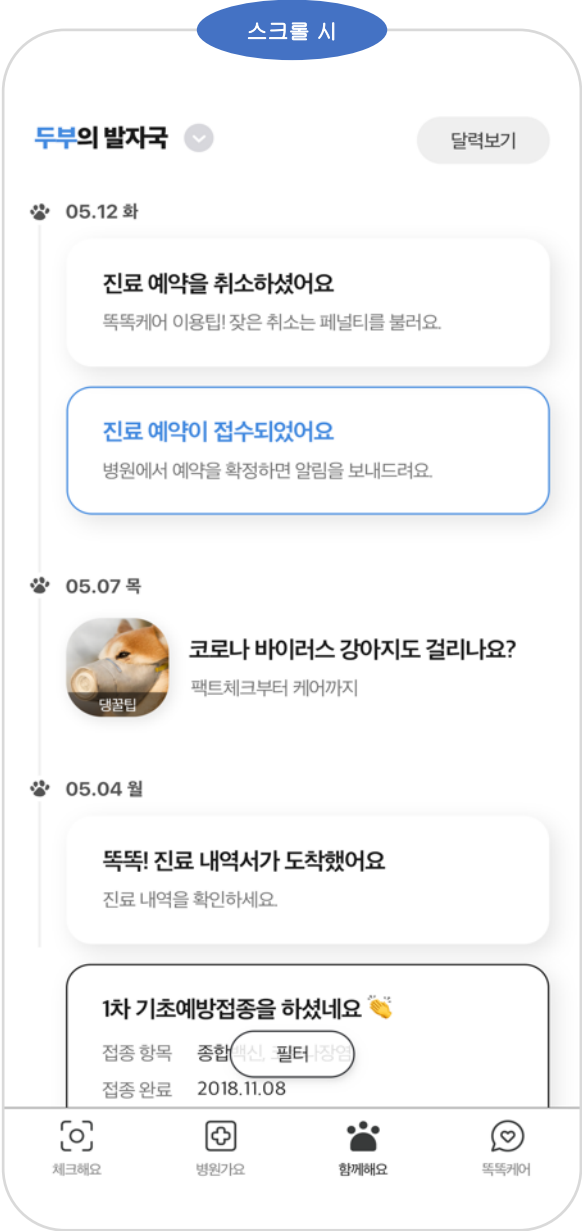 스크롤 시
두부의 발자국
달력보기
05.12 화
진료 예약을 취소하셨어요
똑똑케어 이용팁! 잦은 취소는 페널티를 불러요.
진료 예약이 접수되었어요
병원에서 예약을 확정하면 알림을 보내드려요.
05.07 목
코로나 바이러스 강아지도 걸리나요?
팩트체크부터 케어까지
댕꿀팁
05.04 월
똑똑! 진료 내역서가 도착했어요
진료 내역을 확인하세요.
1차 기초예방접종을 하셨네요 👏
접종 항목 종합백신,
필터
접종 완료 2018.11.08
체크해요
병원가요
함께해요
똑똑케어